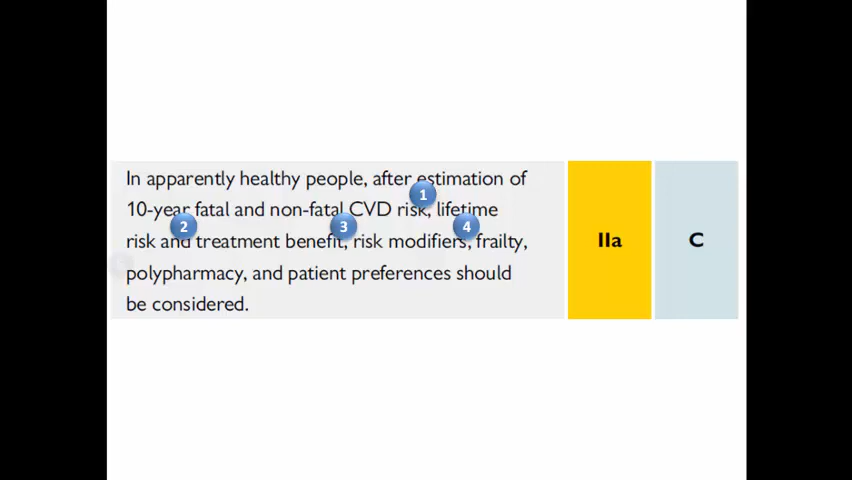 In apparently healthy people, after estimation of
10-year fatal and non-fatal CVD risk, lifetime
risk and treatment benefit, risk modifiers, frailty,
polypharmacy, and patient preferences should
be considered.
1
2
3
4
IIa
C